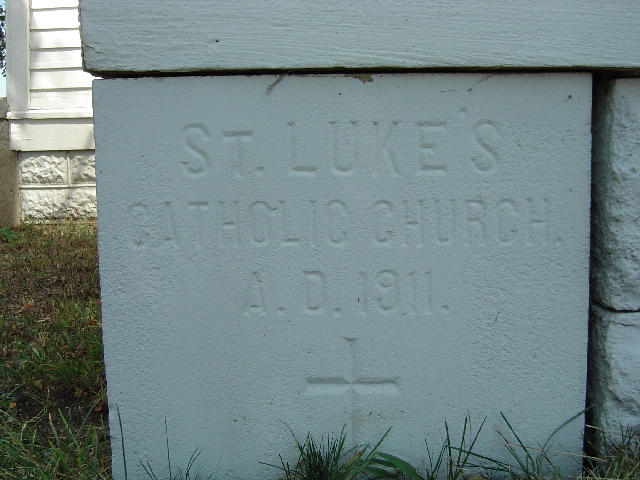 ST. LUKE'S
CATHOLIC CHURCH.
A.D. 1911.